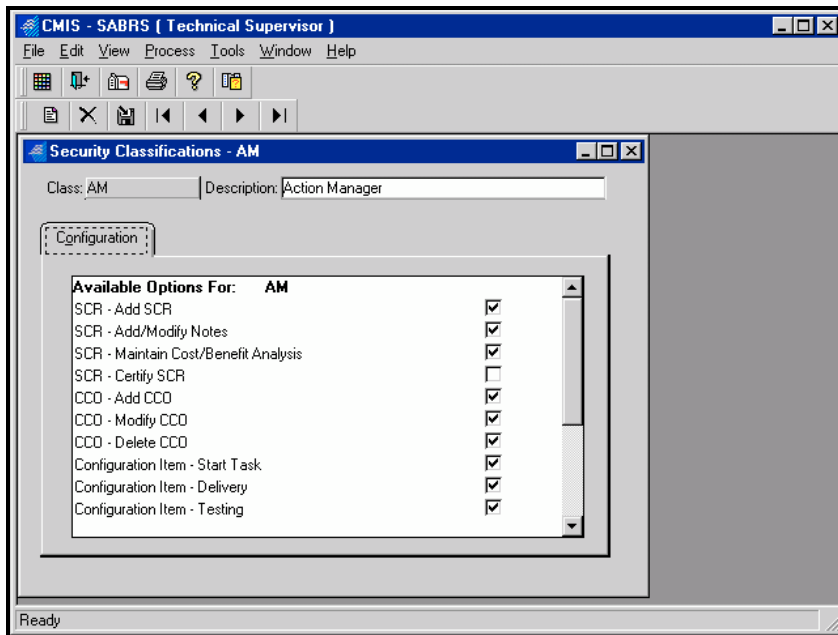 CMIS - SABRS ( Technical Supervisor )
File Edit View Process Tools Window Help
Security Classifications - AM
Class: AM Description: Action Manager
Configuration
Available Options For: AM
SCR - Add SCR
SCR - Add/Modify Notes
SCR - Maintain Cost/Benefit Analysis
SCR - Certify SCR
CCO - Add CCO
CCO - Modify CCO
CCO - Delete CCO
Configuration Item - Start Task
Configuration Item - Delivery
Configuration Item - Testing
Ready